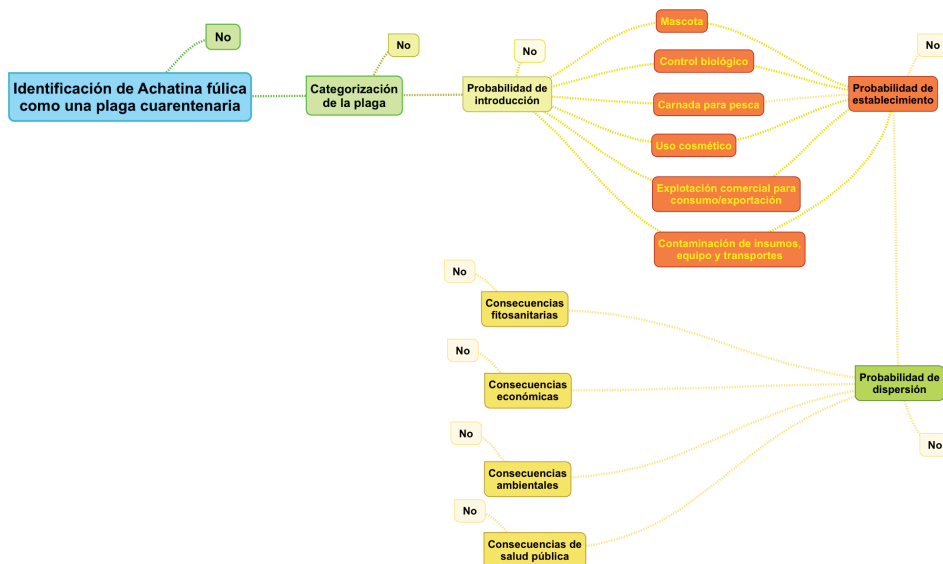 No
Identificación de Achatina fúlica
como una plaga cuarentenaria
No
Categorización
de la plaga
No
Probabilidad de
introducción
Mascota
Control biológico
Carnada para pesca
Uso cosmético
Explotación comercial para
consumo/exportación
Contaminación de insumos,
equipo y transportes
No
Probabilidad de
establecimiento
No
Consecuencias
fitosanitarias
No
Consecuencias
económicas
No
Consecuencias
ambientales
No
Consecuencias de
salud pública
Probabilidad de
dispersión
No